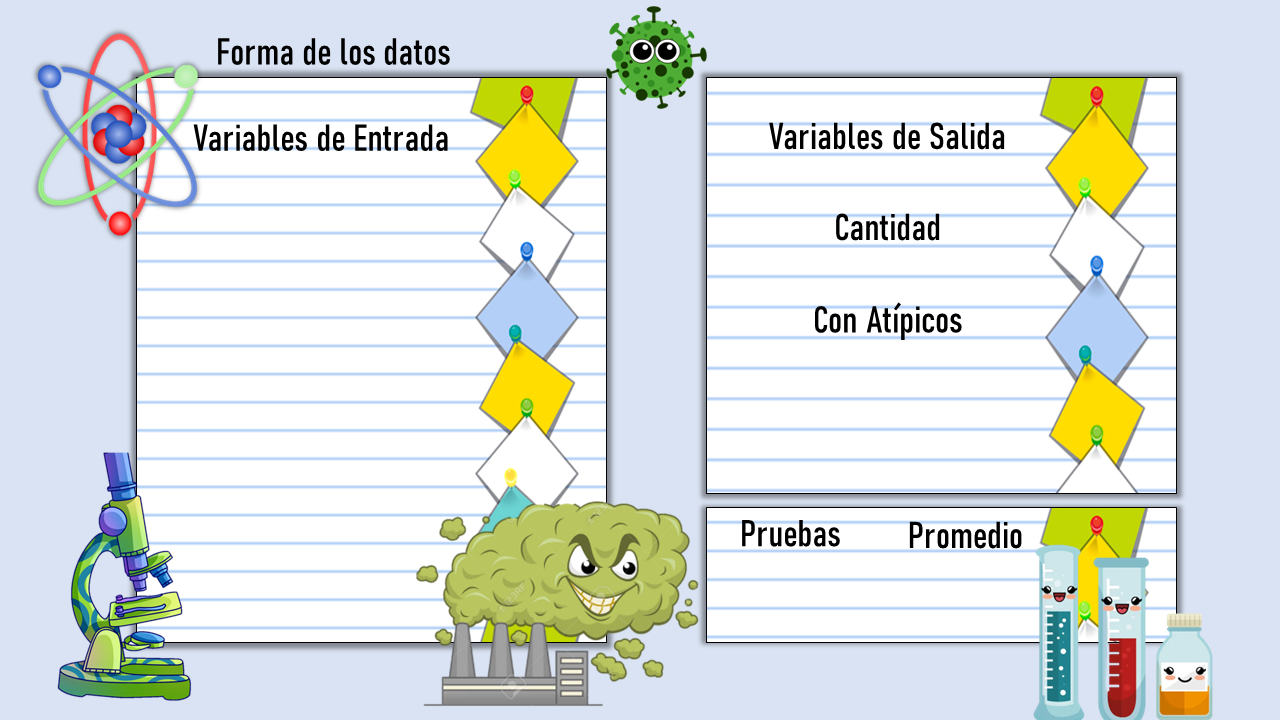 Forma de los datos
Variables de Entrada
Variables de Salida
Cantidad
Con Atípicos
Pruebas Promedio